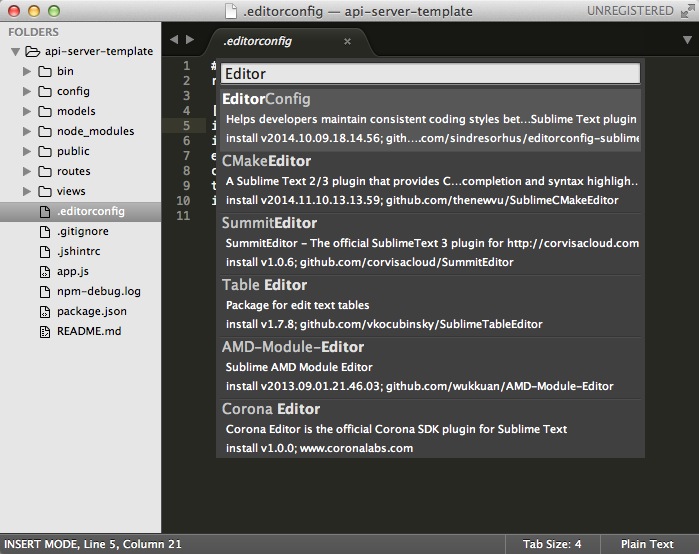 .editorconfig — api-server-template
UNREGISTERED
FOLDERS
api-server-template
bin
config
models
node_modules
public
routes
views
.editorconfig
.gitignore
.jshintrc
app.js
npm-debug.log
package.json
README.md
.editorconfig ×
1 #
2 r
3
4 [
5 i
6 i
7 e
8 c
9 t
10 i
11
Editor
EditorConfig
Helps developers maintain consistent coding styles bet...Sublime Text plugin
install v2014.10.09.18.14.56; gith....com/sindresorhus/editorconfig-sublime
CMakeEditor
A Sublime Text 2/3 plugin that provides C...completion and syntax highligh..
install v2014.11.10.13.13.59; github.com/thenewvu/SublimeCMakeEditor
SummitEditor
SummitEditor - The official SublimeText 3 plugin for http://corvisacloud.com
install v1.0.6; github.com/corvisacloud/SummitEditor
Table Editor
Package for edit text tables
install v1.7.8; github.com/vkocubinsky/SublimeTableEditor
AMD-Module-Editor
Sublime AMD Module Editor
install v2013.09.01.21.46.03; github.com/wukkuan/AMD-Module-Editor
Corona Editor
Corona Editor is the official Corona SDK plugin for Sublime Text
install v1.0.0; www.coronalabs.com
INSERT MODE, Line 5, Column 21
Tab Size: 4
Plain Text